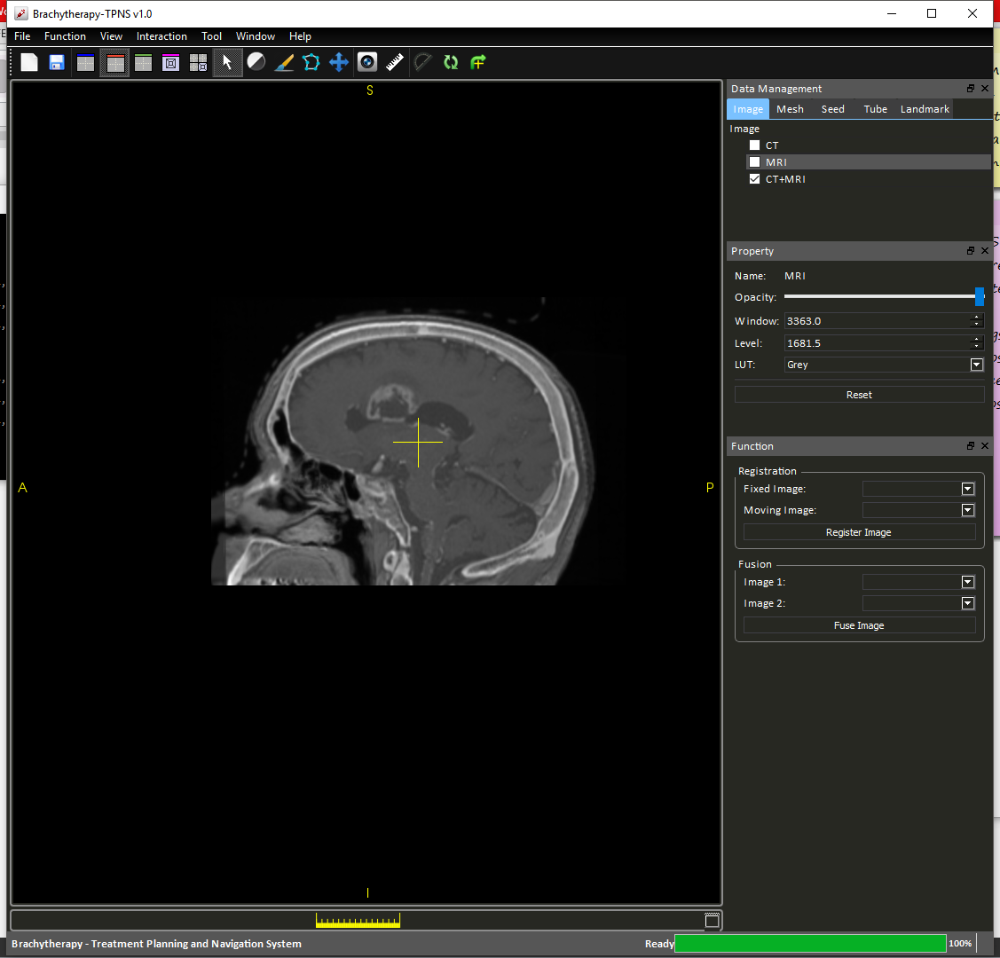 Brachytherapy-TPNS v1.0
File Function View Interaction Tool Window Help
S
A
P
I
Data Management
Image Mesh Seed Tube Landmark
Image
CT
MRI
CT+MRI
Property
Name: MRI
Opacity:
Window: 3363.0
Level: 1681.5
LUT: Grey
Reset
Function
Registration
Fixed Image:
Moving Image:
Register Image
Fusion
Image 1:
Image 2:
Fuse Image
Brachytherapy - Treatment Planning and Navigation System
Ready 100%